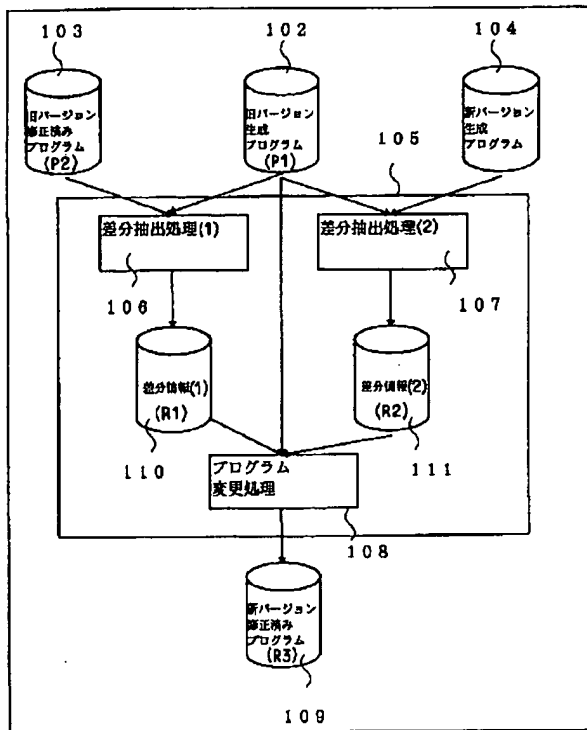 103
102
104
旧バージョン
修正済み
プログラム
(P2)
旧バージョン
生成
プログラム
(P1)
新バージョン
生成
プログラム
105
差分抽出処理(1)
差分抽出処理(2)
106
107
差分情報(1)
(R1)
差分情報(2)
(R2)
110
111
プログラム
変更処理
108
新バージョン
修正済み
プログラム
(R3)
109